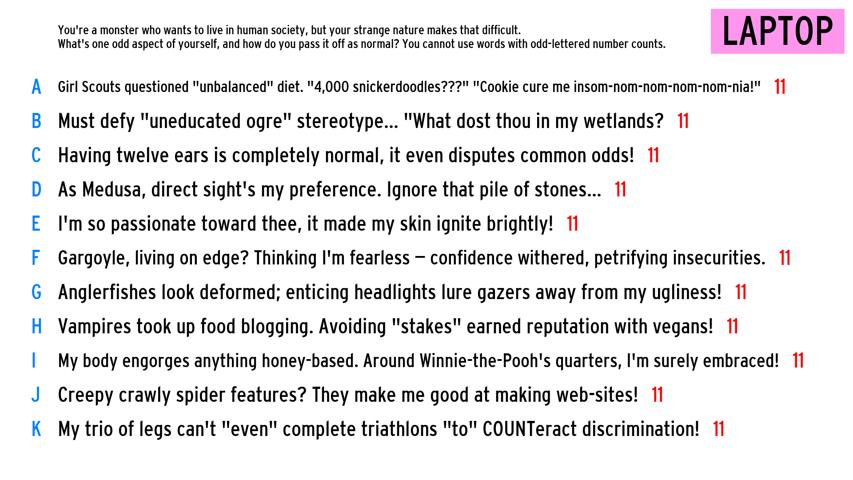 You're a monster who wants to live in human society, but your strange nature makes that difficult.
What's one odd aspect of yourself, and how do you pass it off as normal? You cannot use words with odd-lettered number counts.
LAPTOP
A Girl Scouts questioned "unbalanced" diet. "4,000 snickerdoodles???" "Cookie cure me insom-nom-nom-nom-nom-nia!" 11
B Must defy "uneducated ogre" stereotype... "What dost thou in my wetlands? 11
C Having twelve ears is completely normal, it even disputes common odds! 11
D As Medusa, direct sight's my preference. Ignore that pile of stones... 11
E I'm so passionate toward thee, it made my skin ignite brightly! 11
F Gargoyle, living on edge? Thinking I'm fearless – confidence withered, petrifying insecurities. 11
G Anglerfishes look deformed; enticing headlights lure gazers away from my ugliness! 11
H Vampires took up food blogging. Avoiding "stakes" earned reputation with vegans! 11
I My body engorges anything honey-based. Around Winnie-the-Pooh's quarters, I'm surely embraced! 11
J Creepy crawly spider features? They make me good at making web-sites! 11
K My trio of legs can't "even" complete triathlons "to" COUNTeract discrimination! 11